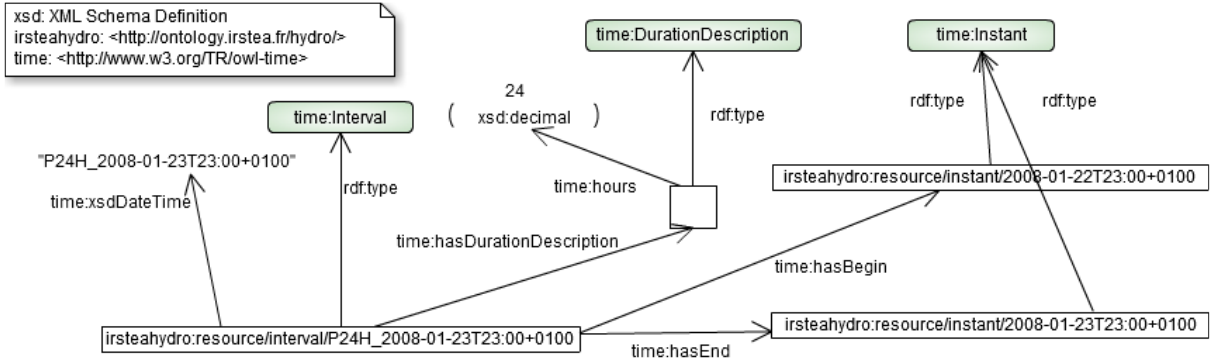 xsd: XML Schema Definition
irsteahydro: <http://ontology.irstea.fr/hydro/>
time: <http://www.w3.org/TR/owl-time>
time:DurationDescription
time:Instant
24
( xsd:decimal )
time:Interval
rdf:type
rdf:type
rdf:type
"P24H_2008-01-23T23:00+0100"
time:xsdDateTime
rdf:type
time:hours
irsteahydro:resource/instant/2008-01-22T23:00+0100
time:hasDurationDescription
time:hasBegin
irsteahydro:resource/interval/P24H_2008-01-23T23:00+0100
time:hasEnd
irsteahydro:resource/instant/2008-01-23T23:00+0100